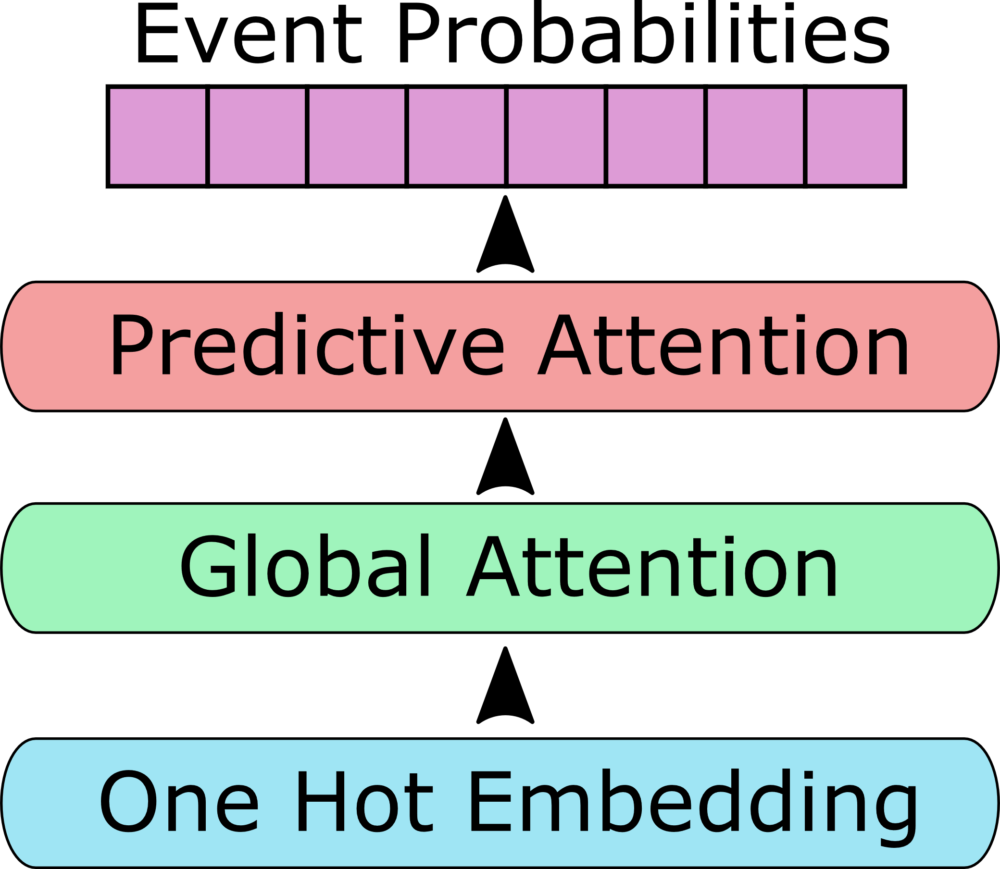 Event Probabilities
Predictive Attention
Global Attention
One Hot Embedding